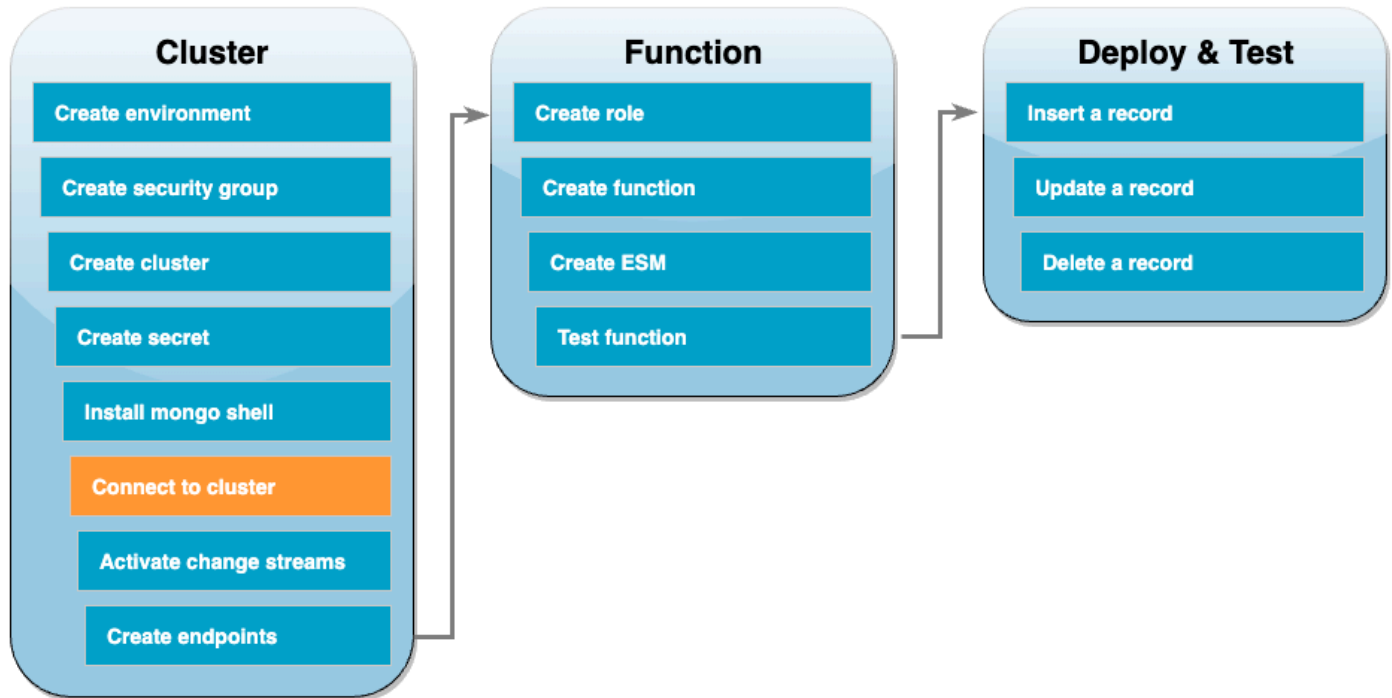 Cluster
Create environment
Create security group
Create cluster
Create secret
Install mongo shell
Connect to cluster
Activate change streams
Create endpoints
Function
Create role
Create function
Create ESM
Test function
Deploy & Test
Insert a record
Update a record
Delete a record